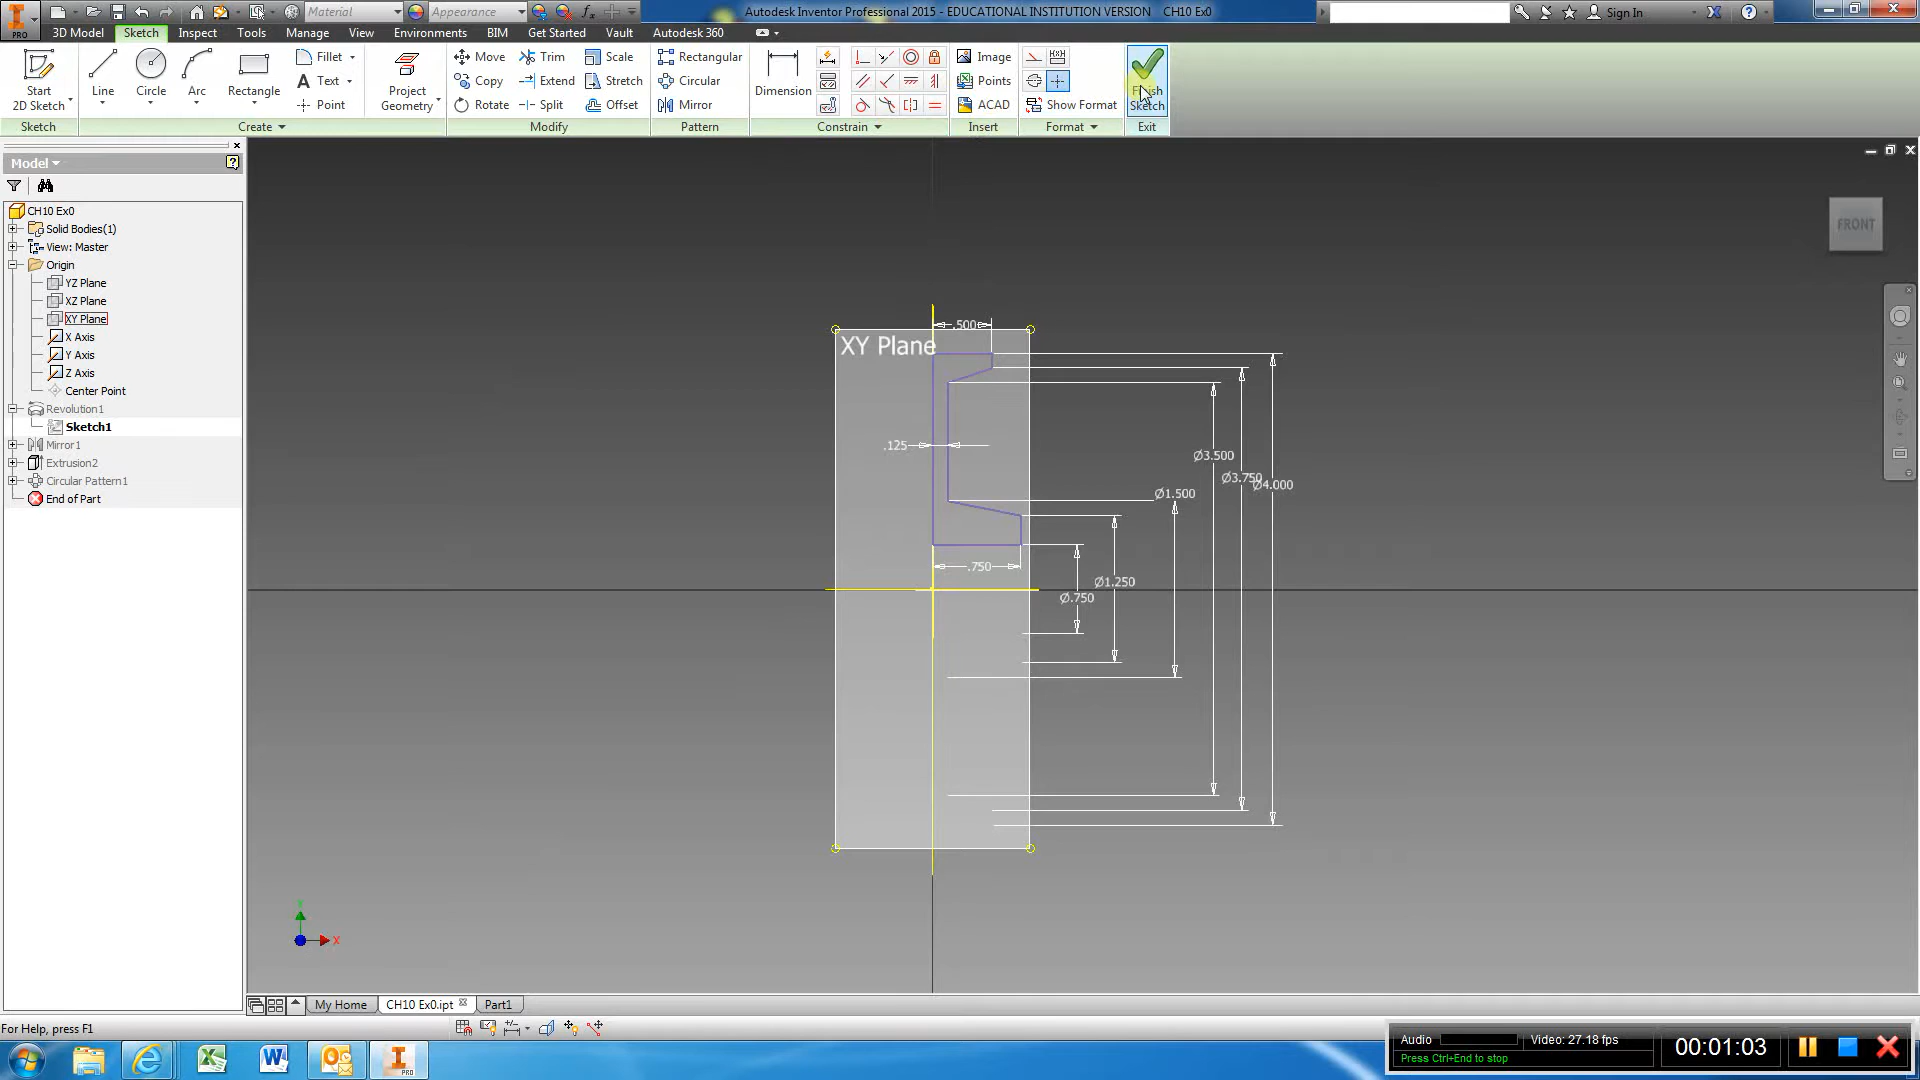 Material
Appearance
Autodesk Inventor Professional 2015 - EDUCATIONAL INSTITUTION VERSION CH10 Ex0
Sign In
PRO
3D Model
Sketch
Inspect
Tools
Manage
View
Environments
BIM
Get Started
Vault
Autodesk 360
Start
2D Sketch
Line
Circle
Arc
Rectangle
Fillet
Text
Point
Project
Geometry
Move
Copy
Rotate
Trim
Extend
Split
Scale
Stretch
Offset
Rectangular
Circular
Mirror
Dimension
Image
Points
ACAD
Show Format
Finish
Sketch
Sketch
Create
Modify
Pattern
Constrain
Insert
Format
Exit
Model
CH10 Ex0
Solid Bodies(1)
View: Master
Origin
YZ Plane
XZ Plane
XY Plane
X Axis
Y Axis
Z Axis
Center Point
Revolution1
Sketch1
Mirror1
Extrusion2
Circular Pattern1
End of Part
FRONT
.500
XY Plane
.125
Ø3.500
Ø3.750
Ø4.000
Ø1.500
.750
Ø1.250
Ø.750
Y
X
My Home
CH10 Ex0.ipt
Part1
For Help, press F1
Audio
Video: 27.18 fps
Press Ctrl+End to stop
00:01:03
PRO